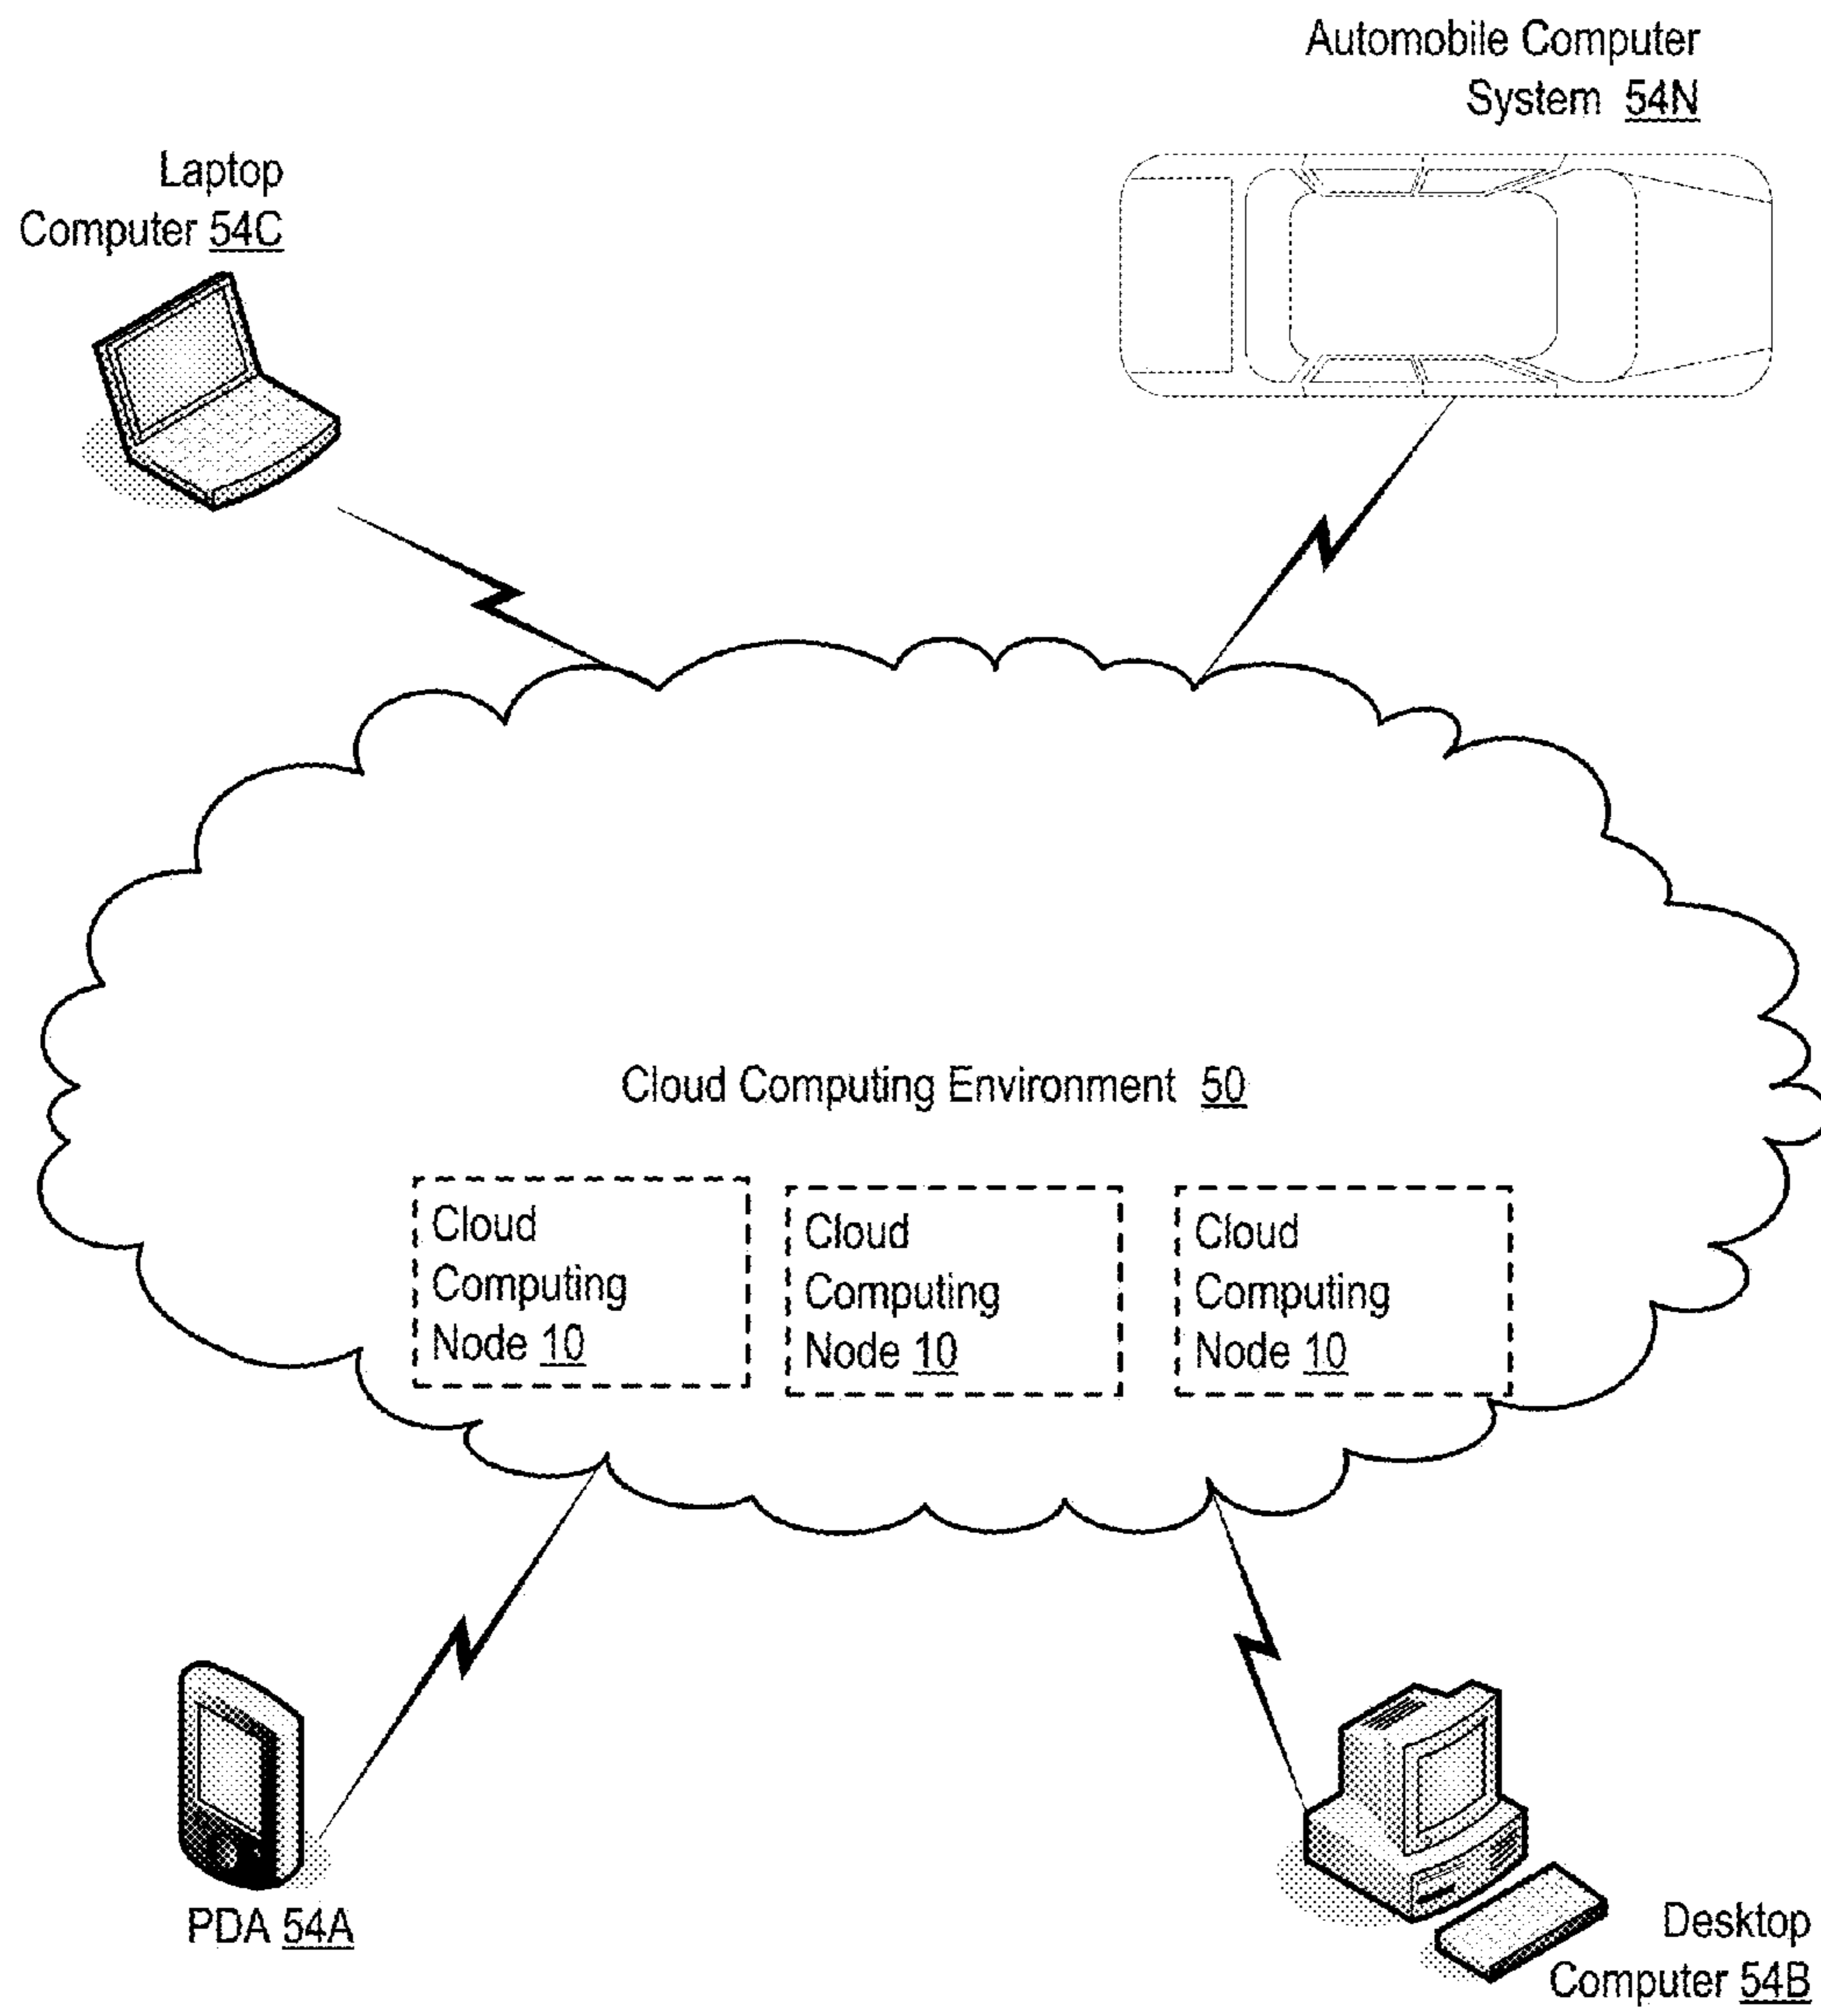 Automobile Computer
System 54N
Laptop
Computer 54C
Cloud Computing Environment 50
Cloud
Computing
Node 10
Cloud
Computing
Node 10
Cloud
Computing
Node 10
PDA 54A
Desktop
Computer 54B